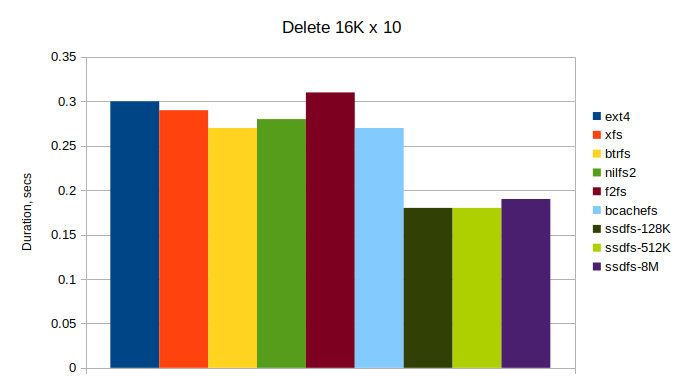 Delete 16K x 10
0.35
0.3
0.25
0.2
0.15
0.1
0.05
0
Duration, secs
ext4
xfs
btrfs
nilfs2
f2fs
bcachefs
ssdfs-128K
ssdfs-512K
ssdfs-8M